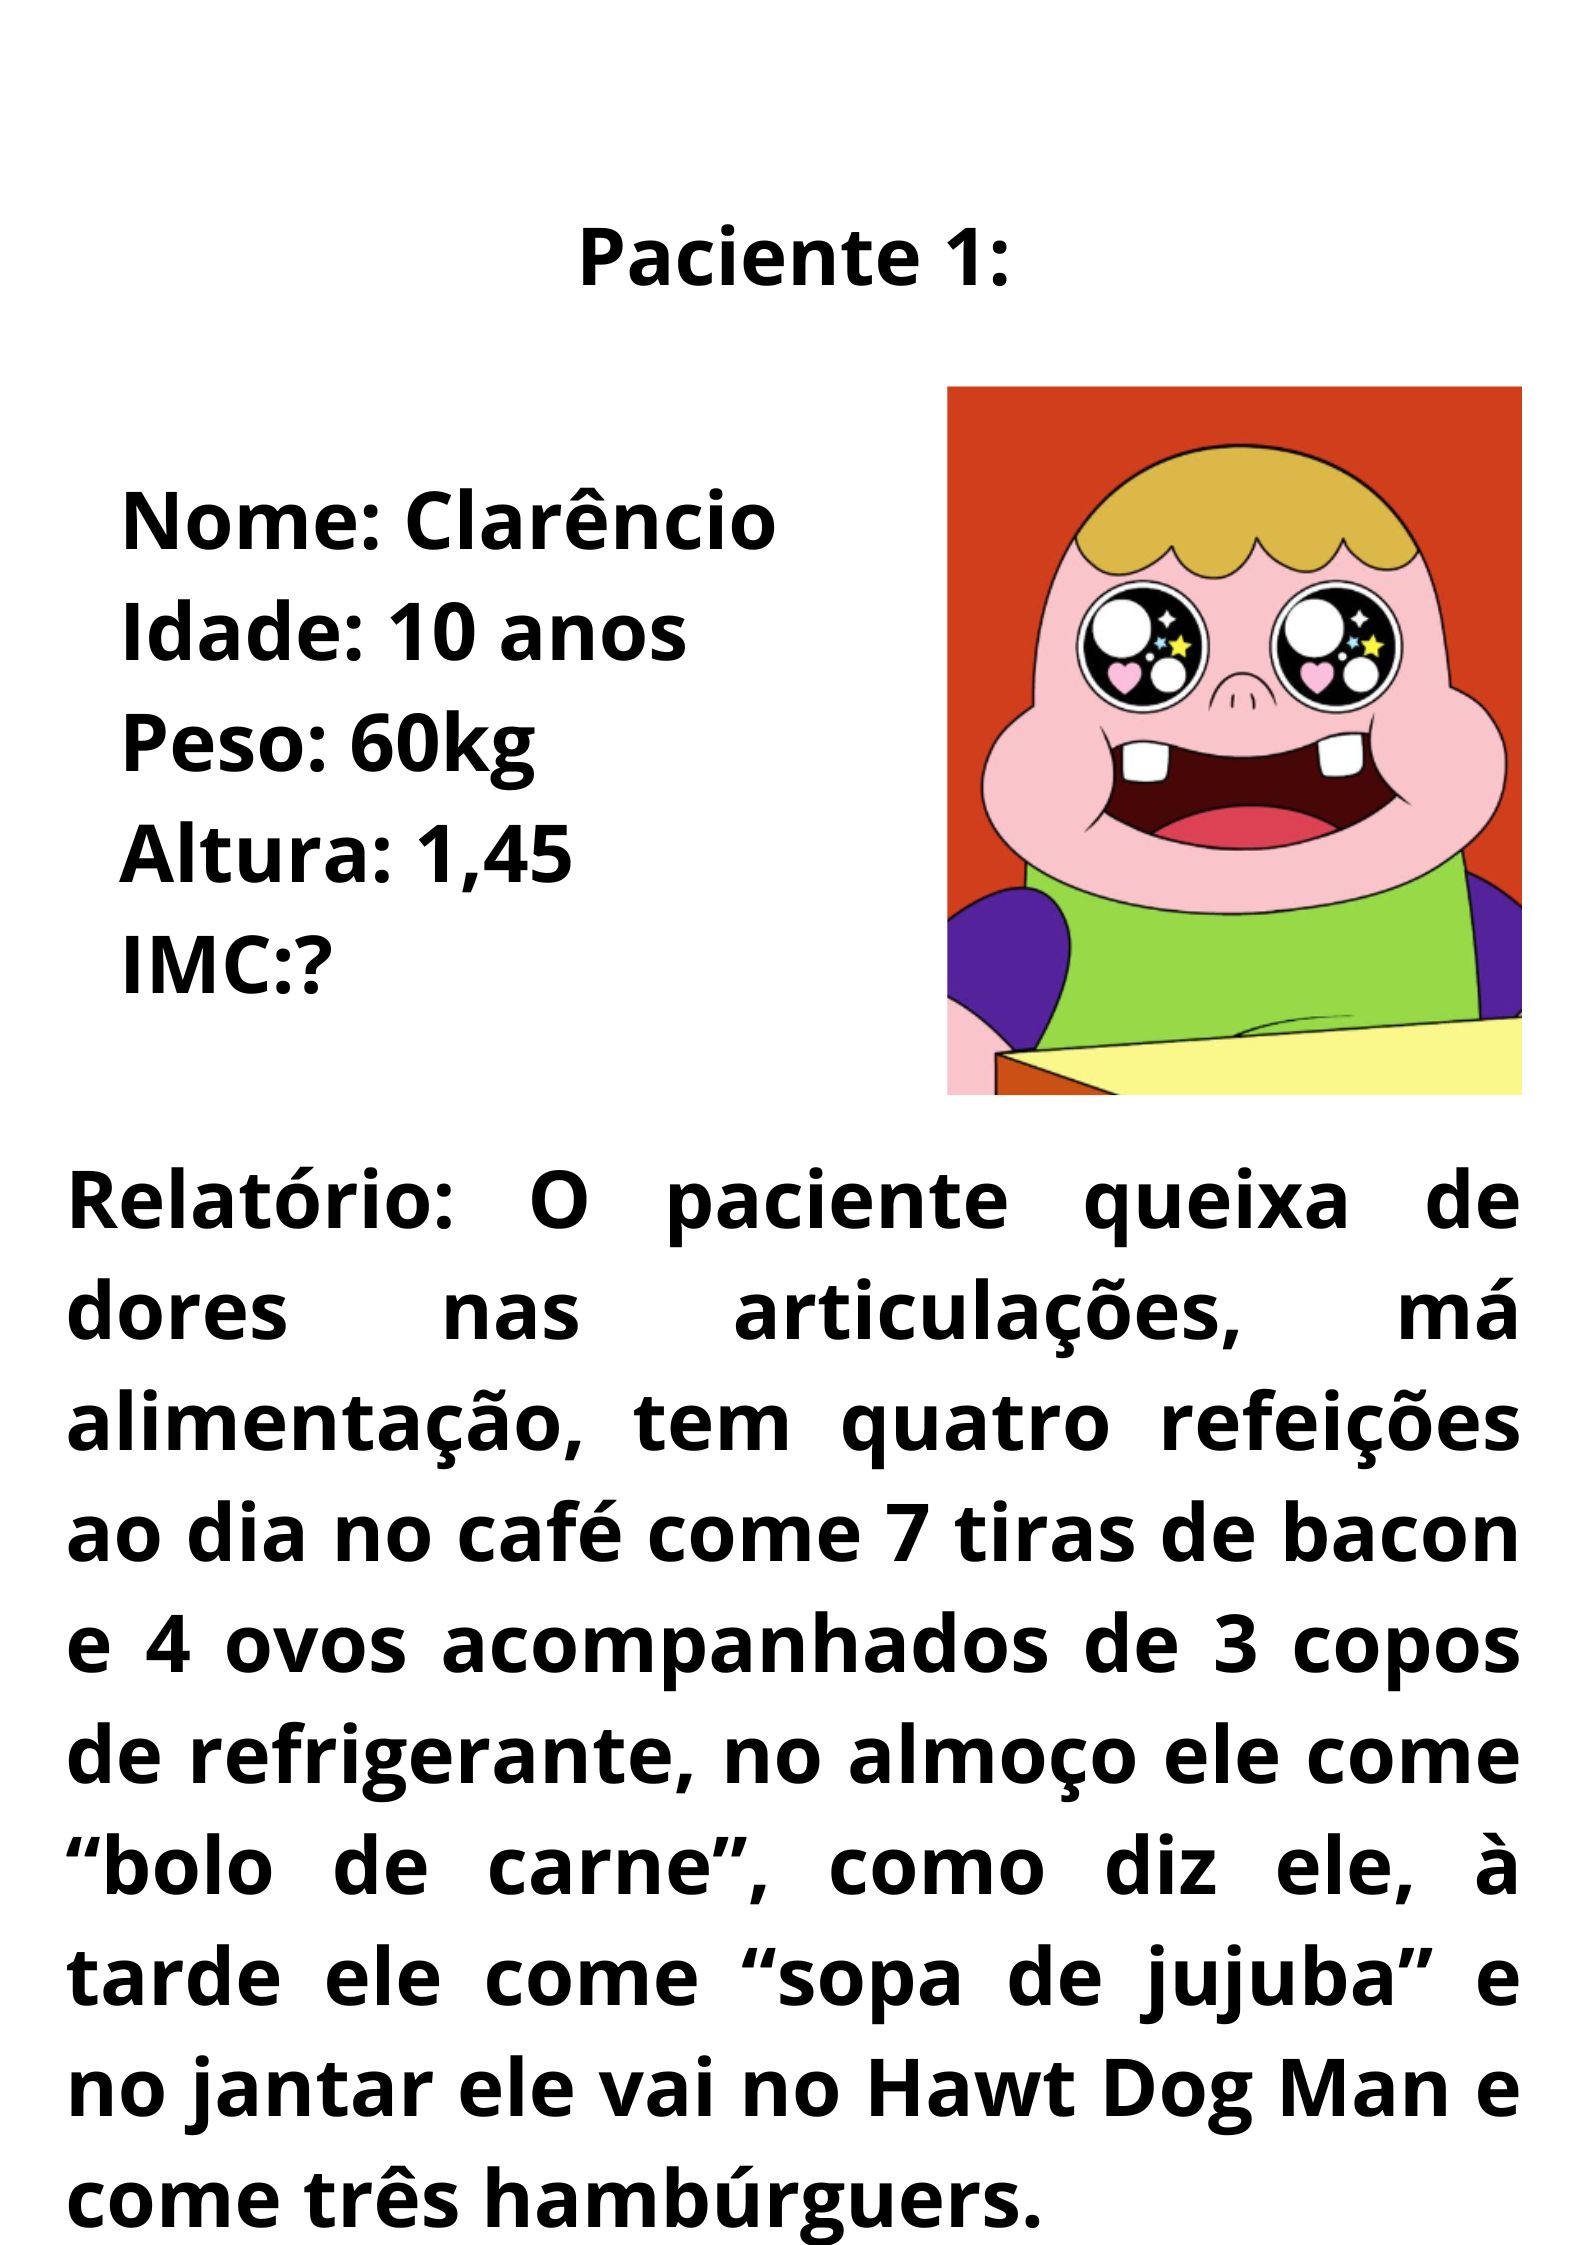 Paciente 1:
Nome: Clarêncio
Idade: 10 anos
Peso: 60kg
Altura: 1,45
IMC:?
Relatório: O paciente queixa de
dores nas articulações, má
alimentação, tem quatro refeições
ao dia no café come 7 tiras de bacon
e 4 ovos acompanhados de 3 copos
de refrigerante, no almoço ele come
“bolo de carne”, como diz ele, à
tarde ele come “sopa de jujuba” e
no jantar ele vai no Hawt Dog Man e
come três hambúrguers.